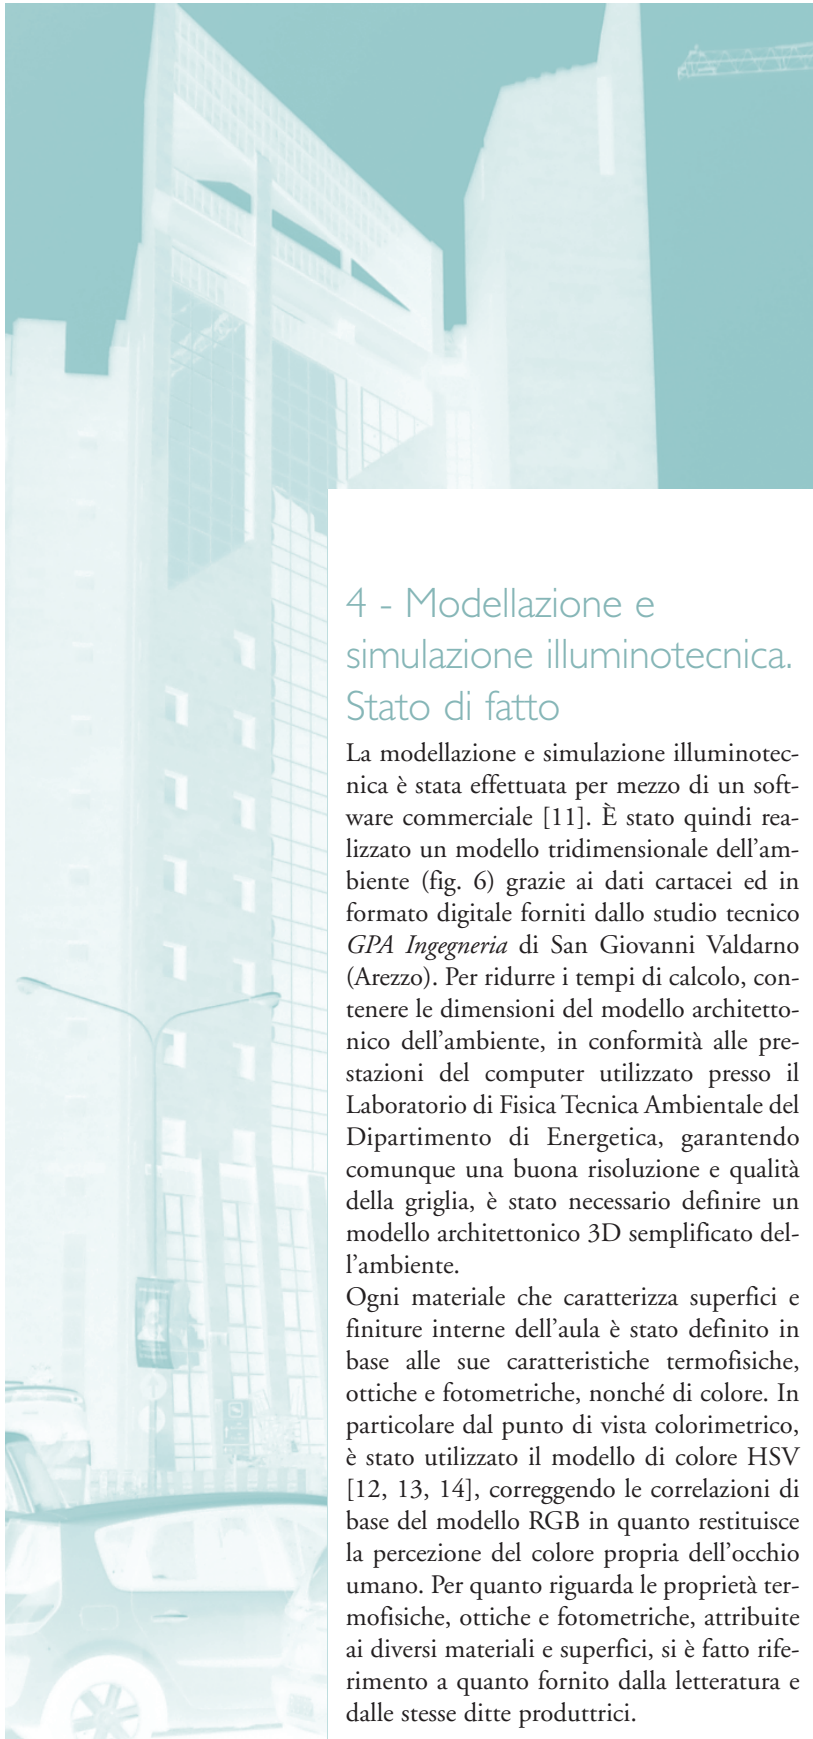 4 - Modellazione e
simulazione illuminotecnica.
Stato di fatto
La modellazione e simulazione illuminotec-
nica è stata effettuata per mezzo di un soft-
ware commerciale [11]. È stato quindi rea-
lizzato un modello tridimensionale dell'am-
biente (fig. 6) grazie ai dati cartacei ed in
formato digitale forniti dallo studio tecnico
GPA Ingegneria di San Giovanni Valdarno
(Arezzo). Per ridurre i tempi di calcolo, con-
tenere le dimensioni del modello architetto-
nico dell'ambiente, in conformità alle pre-
stazioni del computer utilizzato presso il
Laboratorio di Fisica Tecnica Ambientale del
Dipartimento di Energetica, garantendo
comunque una buona risoluzione e qualità
della griglia, è stato necessario definire un
modello architettonico 3D semplificato del-
l'ambiente.
Ogni materiale che caratterizza superfici e
finiture interne dell'aula è stato definito in
base alle sue caratteristiche termofisiche,
ottiche e fotometriche, nonché di colore. In
particolare dal punto di vista colorimetrico,
è stato utilizzato il modello di colore HSV
[12, 13, 14], correggendo le correlazioni di
base del modello RGB in quanto restituisce
la percezione del colore propria dell'occhio
umano. Per quanto riguarda le proprietà ter-
mofisiche, ottiche e fotometriche, attribuite
ai diversi materiali e superfici, si è fatto rife-
rimento a quanto fornito dalla letteratura e
dalle stesse ditte produttrici.